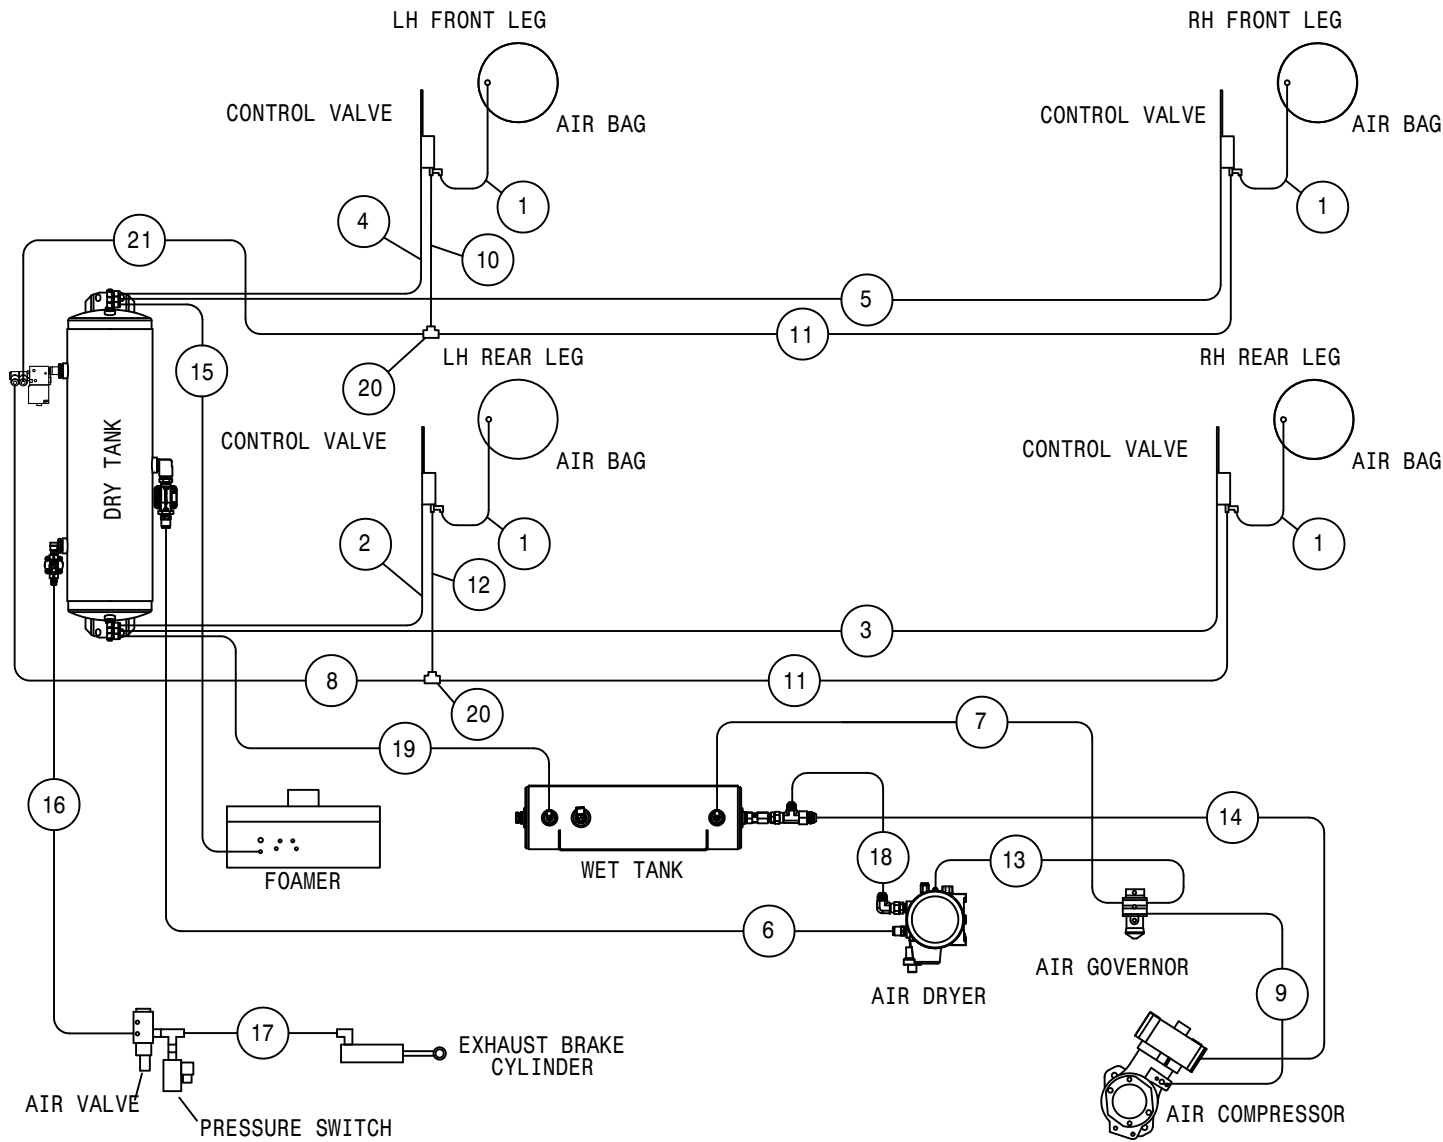 LH FRONT LEG
RH FRONT LEG
CONTROL VALVE
AIR BAG
CONTROL VALVE
AIR BAG
1
1
4
10
21
5
11
15
20
LH REAR LEG
RH REAR LEG
CONTROL VALVE
AIR BAG
CONTROL VALVE
AIR BAG
DRY TANK
2
1
1
12
3
8
11
20
7
19
16
14
18
13
FOAMER
WET TANK
6
AIR GOVERNOR
AIR DRYER
9
17
EXHAUST BRAKE
CYLINDER
AIR VALVE
PRESSURE SWITCH
AIR COMPRESSOR